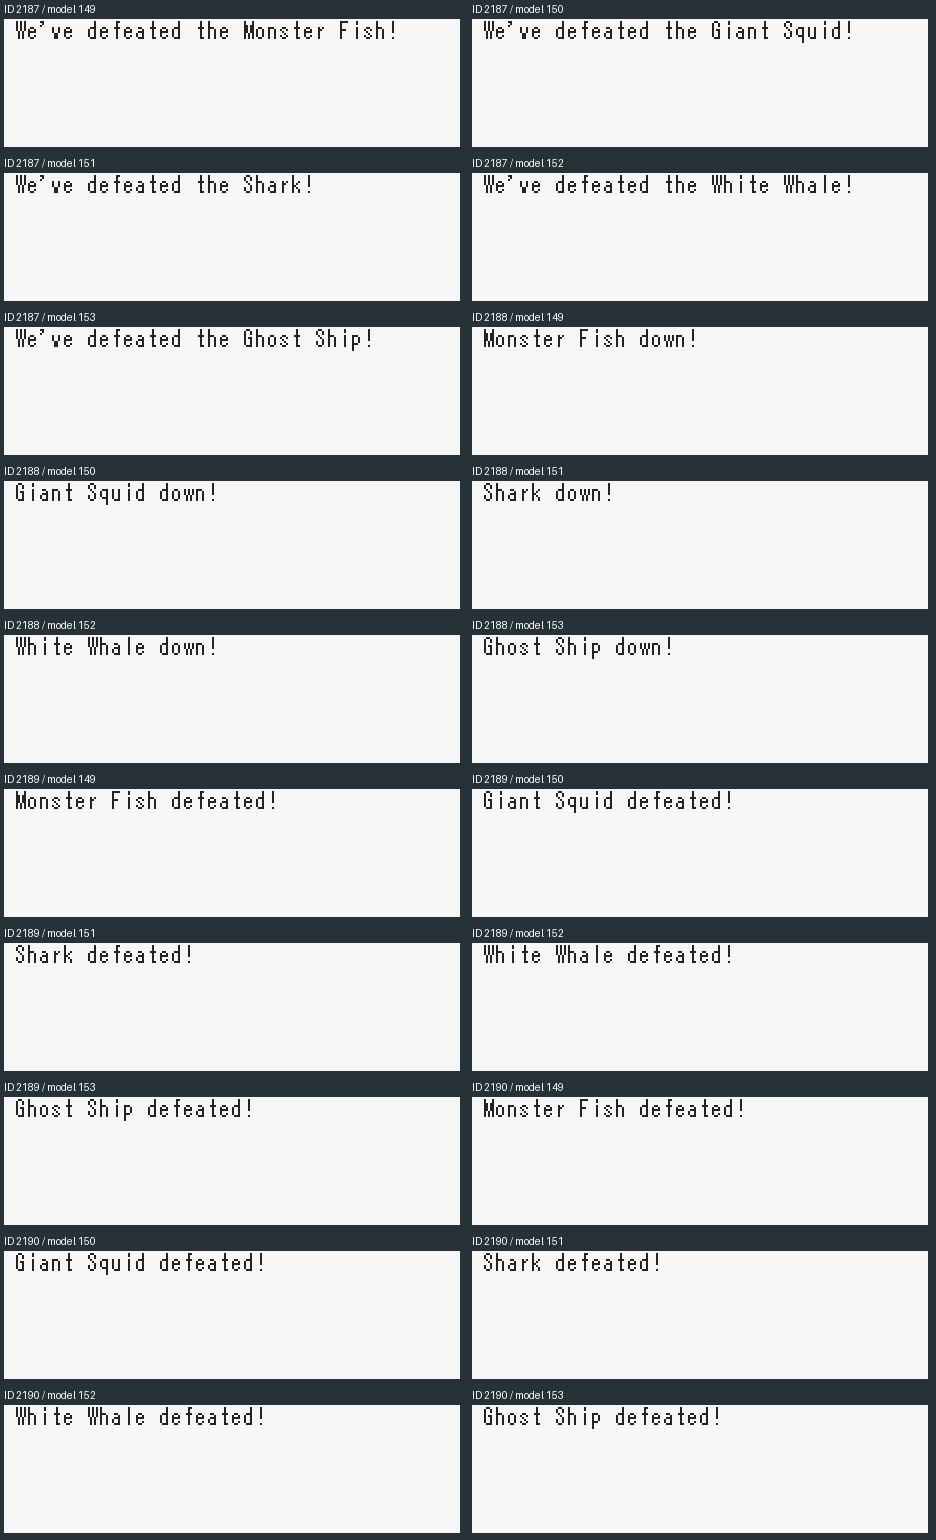 ID 2187 / model 149
We've defeated the Monster Fish!
ID 2187 / model 150
We've defeated the Giant Squid!
ID 2187 / model 151
We've defeated the Shark!
ID 2187 / model 152
We've defeated the White Whale!
ID 2187 / model 153
We've defeated the Ghost Ship!
ID 2188 / model 149
Monster Fish down!
ID 2188 / model 150
Giant Squid down!
ID 2188 / model 151
Shark down!
ID 2188 / model 152
White Whale down!
ID 2188 / model 153
Ghost Ship down!
ID 2189 / model 149
Monster Fish defeated!
ID 2189 / model 150
Giant Squid defeated!
ID 2189 / model 151
Shark defeated!
ID 2189 / model 152
White Whale defeated!
ID 2189 / model 153
Ghost Ship defeated!
ID 2190 / model 149
Monster Fish defeated!
ID 2190 / model 150
Giant Squid defeated!
ID 2190 / model 151
Shark defeated!
ID 2190 / model 152
White Whale defeated!
ID 2190 / model 153
Ghost Ship defeated!